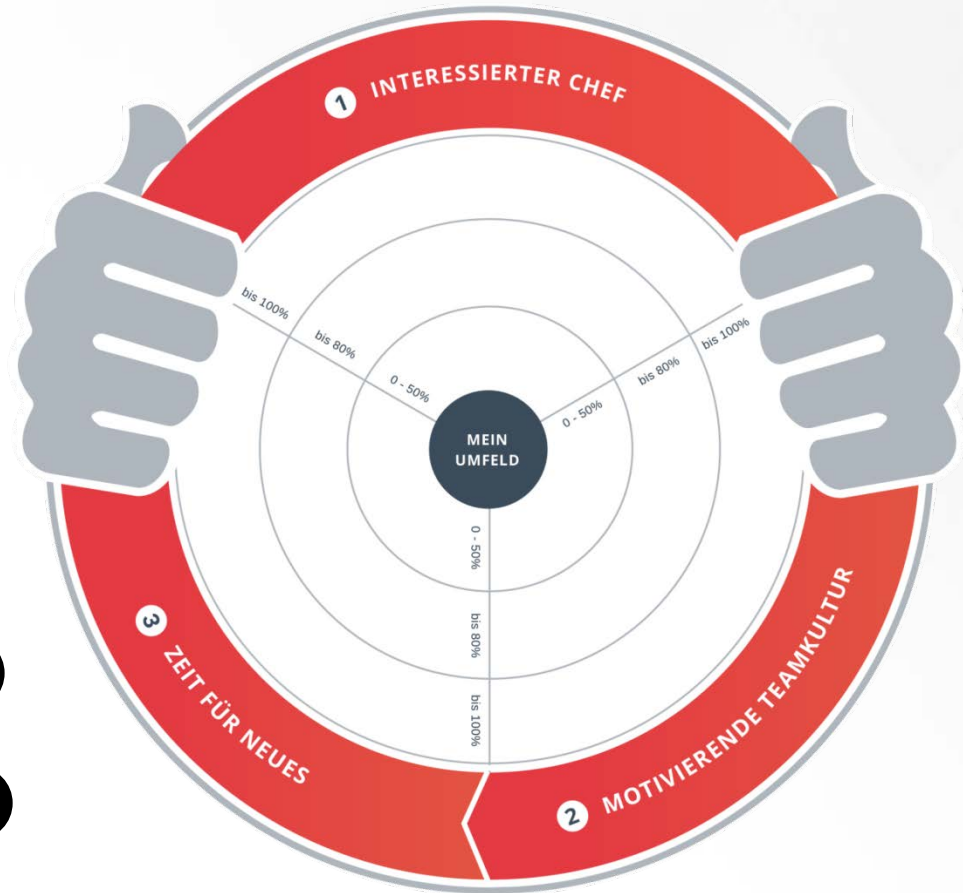 1 INTERESSIERTER CHEF
bis 100%
bis 80%
0 - 50%
bis 100%
bis 80%
0 - 50%
MEIN
UMFELD
0 - 50%
bis 80%
bis 100%
2 MOTIVIERENDE TEAMKULTUR
3 ZEIT FÜR NEUES